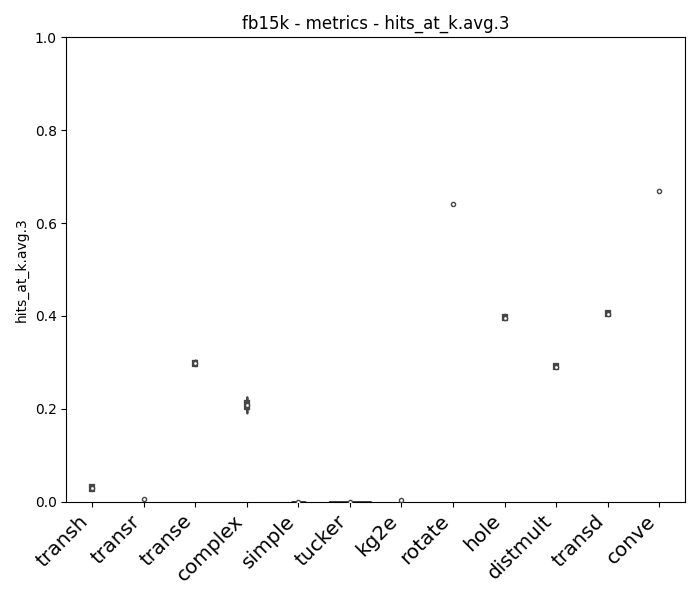 fb15k - metrics - hits_at_k.avg.3
hits_at_k.avg.3
1.0
0.8
0.6
0.4
0.2
0.0
transh
transr
transe
complex
simple
tucker
kg2e
rotate
hole
distmult
transd
conve